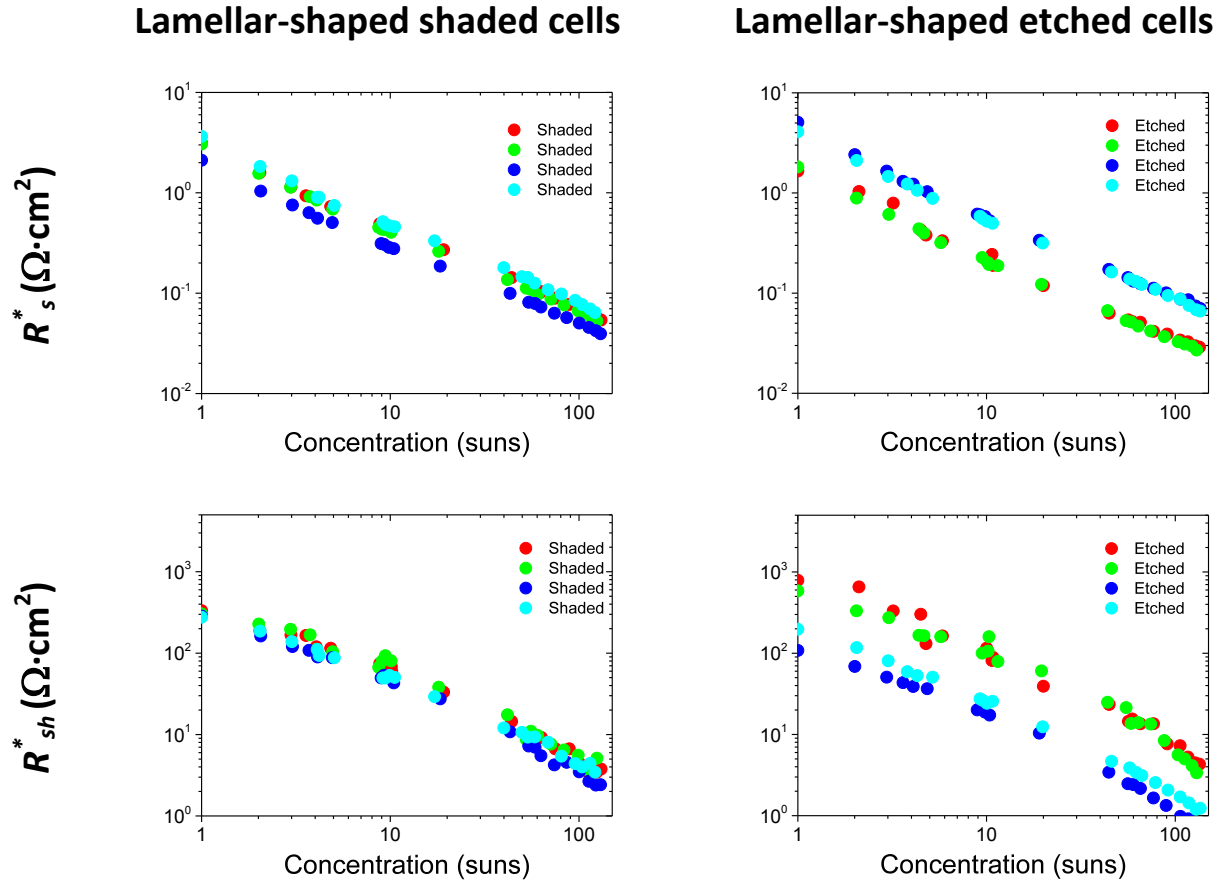 Lamellar-shaped shaded cells
Lamellar-shaped etched cells
R*s (Ω·cm2)
10^1
10^0
10^-1
10^-2
Shaded
Shaded
Shaded
Shaded
1
10
100
Concentration (suns)
10^1
10^0
10^-1
10^-2
Etched
Etched
Etched
Etched
1
10
100
Concentration (suns)
R*sh (Ω·cm2)
10^3
10^2
10^1
10^0
Shaded
Shaded
Shaded
Shaded
1
10
100
Concentration (suns)
10^3
10^2
10^1
10^0
Etched
Etched
Etched
Etched
1
10
100
Concentration (suns)